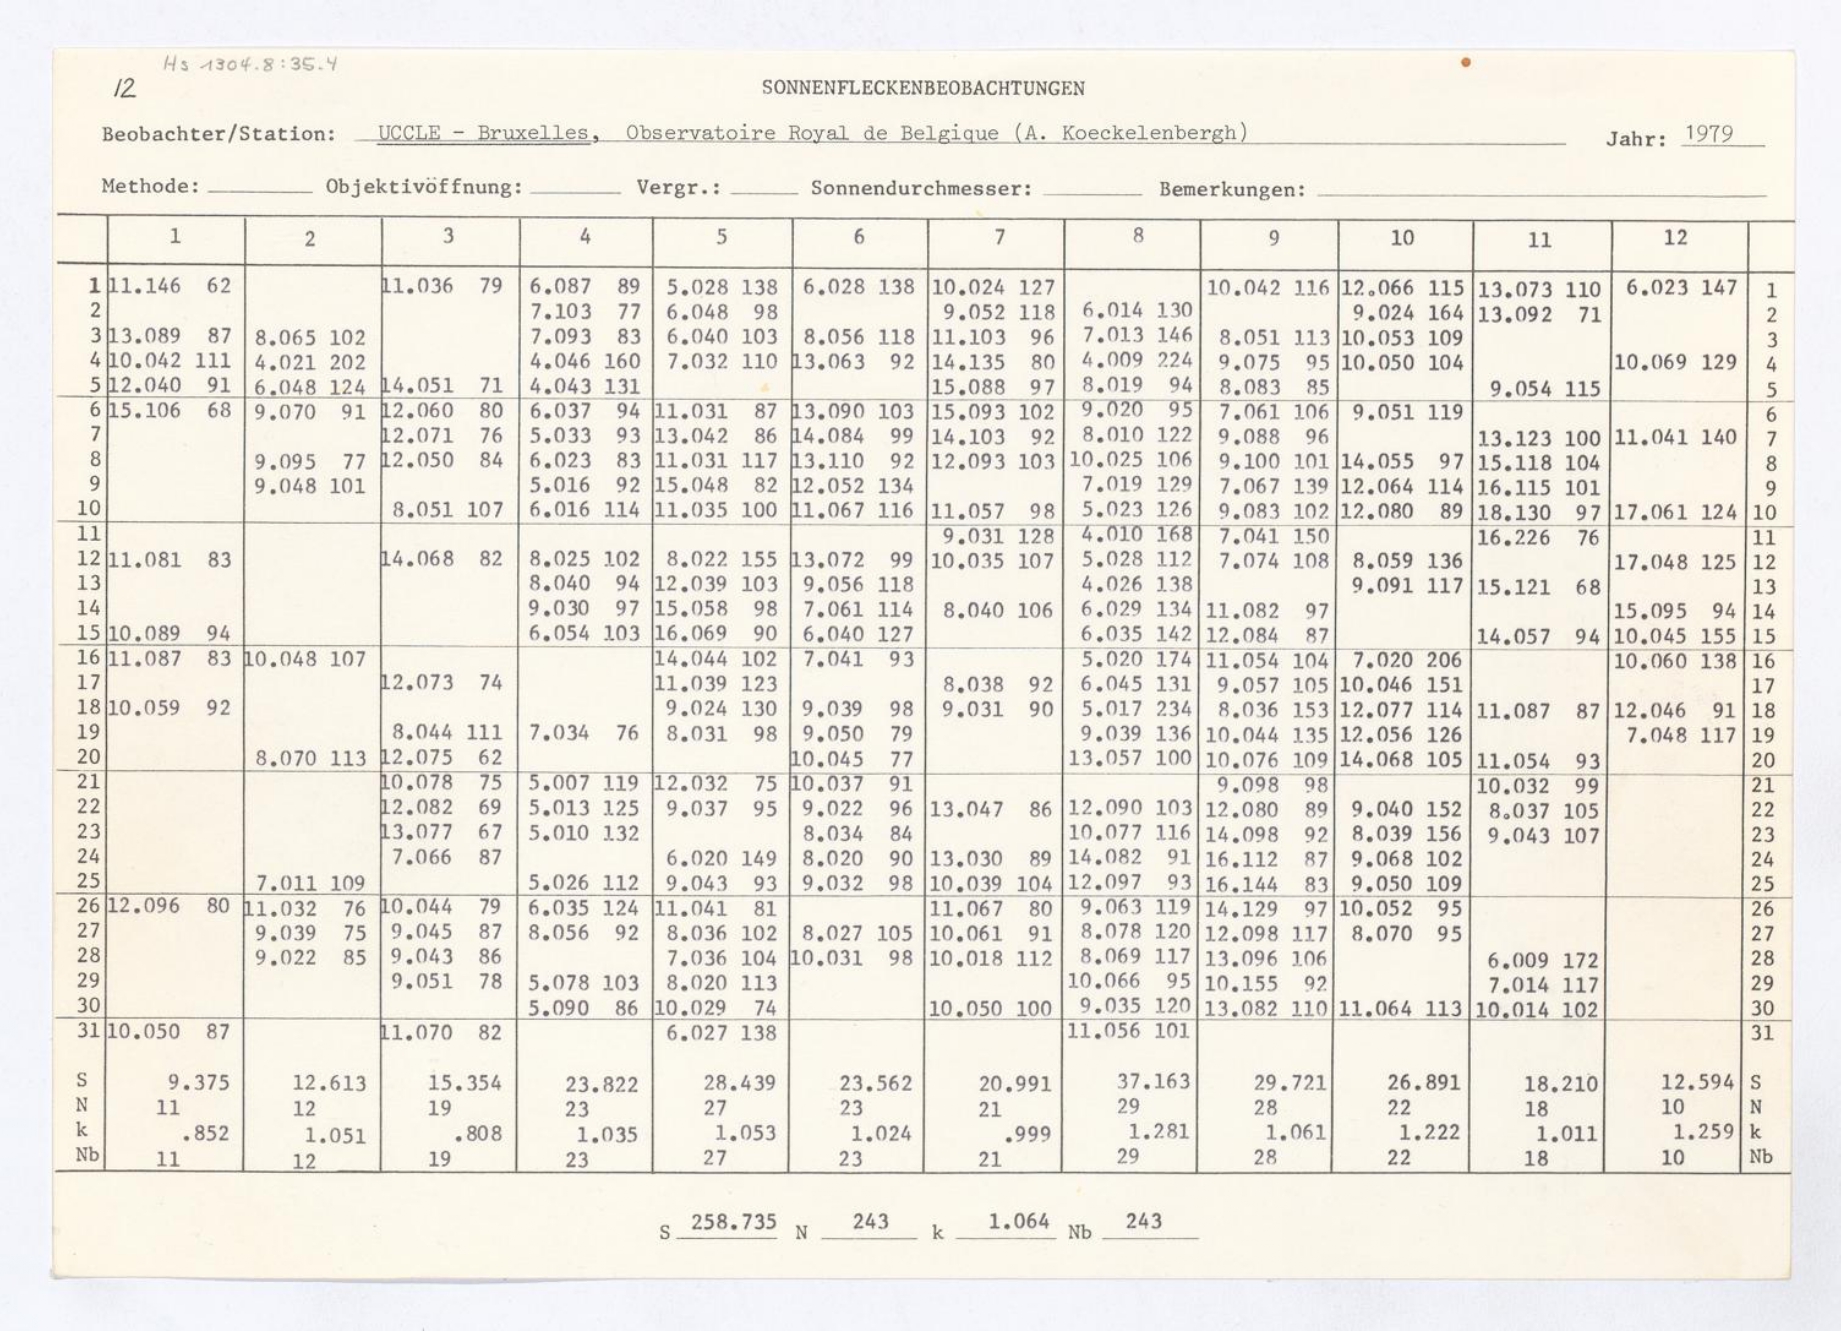 Hs 1304.8:35.4
12
SONNENFLECKENBEOBACHTUNGEN
Beobachter/Station: UCCLE - Bruxelles, Observatoire Royal de Belgique (A. Koeckelenbergh) Jahr: 1979
Methode: Objektivöffnung: Vergr.: Sonnendurchmesser: Bemerkungen:
1 2 3 4 5 6 7 8 9 10 11 12
1 11.146 62 11.036 79 6.087 89 5.028 138 6.028 138 10.024 127 10.042 116 12.066 115 13.073 110 6.023 147 1
2 7.103 77 6.048 98 9.052 118 6.014 130 9.024 164 13.092 71 2
3 13.089 87 8.065 102 7.093 83 6.040 103 8.056 118 11.103 96 7.013 146 8.051 113 10.053 109 3
4 10.042 111 4.021 202 4.046 160 7.032 110 13.063 92 14.135 80 4.009 224 9.075 95 10.050 104 10.069 129 4
5 12.040 91 6.048 124 14.051 71 4.043 131 15.088 97 8.019 94 8.083 85 9.054 115 5
6 15.106 68 9.070 91 12.060 80 6.037 94 11.031 87 13.090 103 15.093 102 9.020 95 7.061 106 9.051 119 6
7 12.071 76 5.033 93 13.042 86 14.084 99 14.103 92 8.010 122 9.088 96 13.123 100 11.041 140 7
8 9.095 77 12.050 84 6.023 83 11.031 117 13.110 92 12.093 103 10.025 106 9.100 101 14.055 97 15.118 104 8
9 9.048 101 5.016 92 15.048 82 12.052 134 7.019 129 7.067 139 12.064 114 16.115 101 9
10 8.051 107 6.016 114 11.035 100 11.067 116 11.057 98 5.023 126 9.083 102 12.080 89 18.130 97 17.061 124 10
11 9.031 128 4.010 168 7.041 150 16.226 76 11
12 11.081 83 14.068 82 8.025 102 8.022 155 13.072 99 10.035 107 5.028 112 7.074 108 8.059 136 17.048 125 12
13 8.040 94 12.039 103 9.056 118 4.026 138 9.091 117 15.121 68 13
14 9.030 97 15.058 98 7.061 114 8.040 106 6.029 134 11.082 97 15.095 94 14
15 10.089 94 6.054 103 16.069 90 6.040 127 6.035 142 12.084 87 14.057 94 10.045 155 15
16 11.087 83 10.048 107 14.044 102 7.041 93 5.020 174 11.054 104 7.020 206 10.060 138 16
17 12.073 74 11.039 123 8.038 92 6.045 131 9.057 105 10.046 151 17
18 10.059 92 9.024 130 9.039 98 9.031 90 5.017 234 8.036 153 12.077 114 11.087 87 12.046 91 18
19 8.044 111 7.034 76 8.031 98 9.050 79 9.039 136 10.044 135 12.056 126 7.048 117 19
20 8.070 113 12.075 62 10.045 77 13.057 100 10.076 109 14.068 105 11.054 93 20
21 10.078 75 5.007 119 12.032 75 10.037 91 9.098 98 10.032 99 21
22 12.082 69 5.013 125 9.037 95 9.022 96 13.047 86 12.090 103 12.080 89 9.040 152 8.037 105 22
23 13.077 67 5.010 132 8.034 84 10.077 116 14.098 92 8.039 156 9.043 107 23
24 7.066 87 6.020 149 8.020 90 13.030 89 14.082 91 16.112 87 9.068 102 24
25 7.011 109 5.026 112 9.043 93 9.032 98 10.039 104 12.097 93 16.144 83 9.050 109 25
26 12.096 80 11.032 76 10.044 79 6.035 124 11.041 81 11.067 80 9.063 119 14.129 97 10.052 95 26
27 9.039 75 9.045 87 8.056 92 8.036 102 8.027 105 10.061 91 8.078 120 12.098 117 8.070 95 27
28 9.022 85 9.043 86 7.036 104 10.031 98 10.018 112 8.069 117 13.096 106 6.009 172 28
29 9.051 78 5.078 103 8.020 113 10.066 95 10.155 92 7.014 117 29
30 5.090 86 10.029 74 10.050 100 9.035 120 13.082 110 11.064 113 10.014 102 30
31 10.050 87 11.070 82 6.027 138 11.056 101 31
S 9.375 12.613 15.354 23.822 28.439 23.562 20.991 37.163 29.721 26.891 18.210 12.594 S
N 11 12 19 23 27 23 21 29 28 22 18 10 N
k .852 1.051 .808 1.035 1.053 1.024 .999 1.281 1.061 1.222 1.011 1.259 k
Nb 11 12 19 23 27 23 21 29 28 22 18 10 Nb
S 258.735 N 243 k 1.064 Nb 243